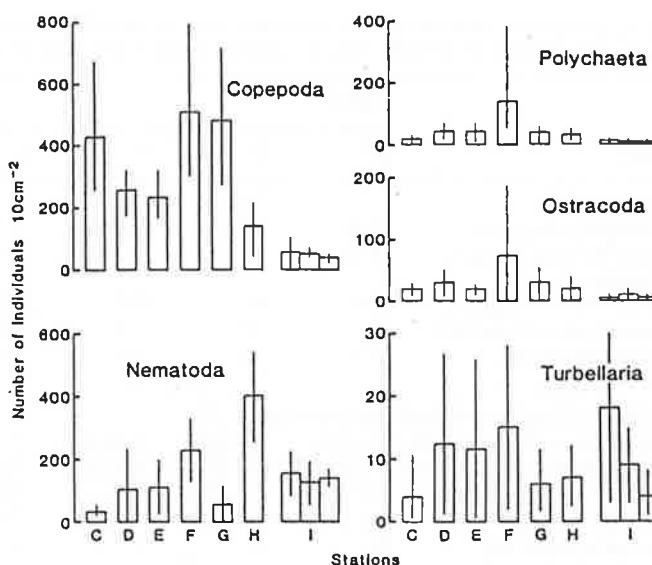 Number of Individuals 10cm⁻²
800
600
400
200
0
Copepoda
400
200
0
Polychaeta
200
100
0
Ostracoda
600
400
200
0
Nematoda
C D E F G H I
30
20
10
0
Turbellaria
C D E F G H I
Stations